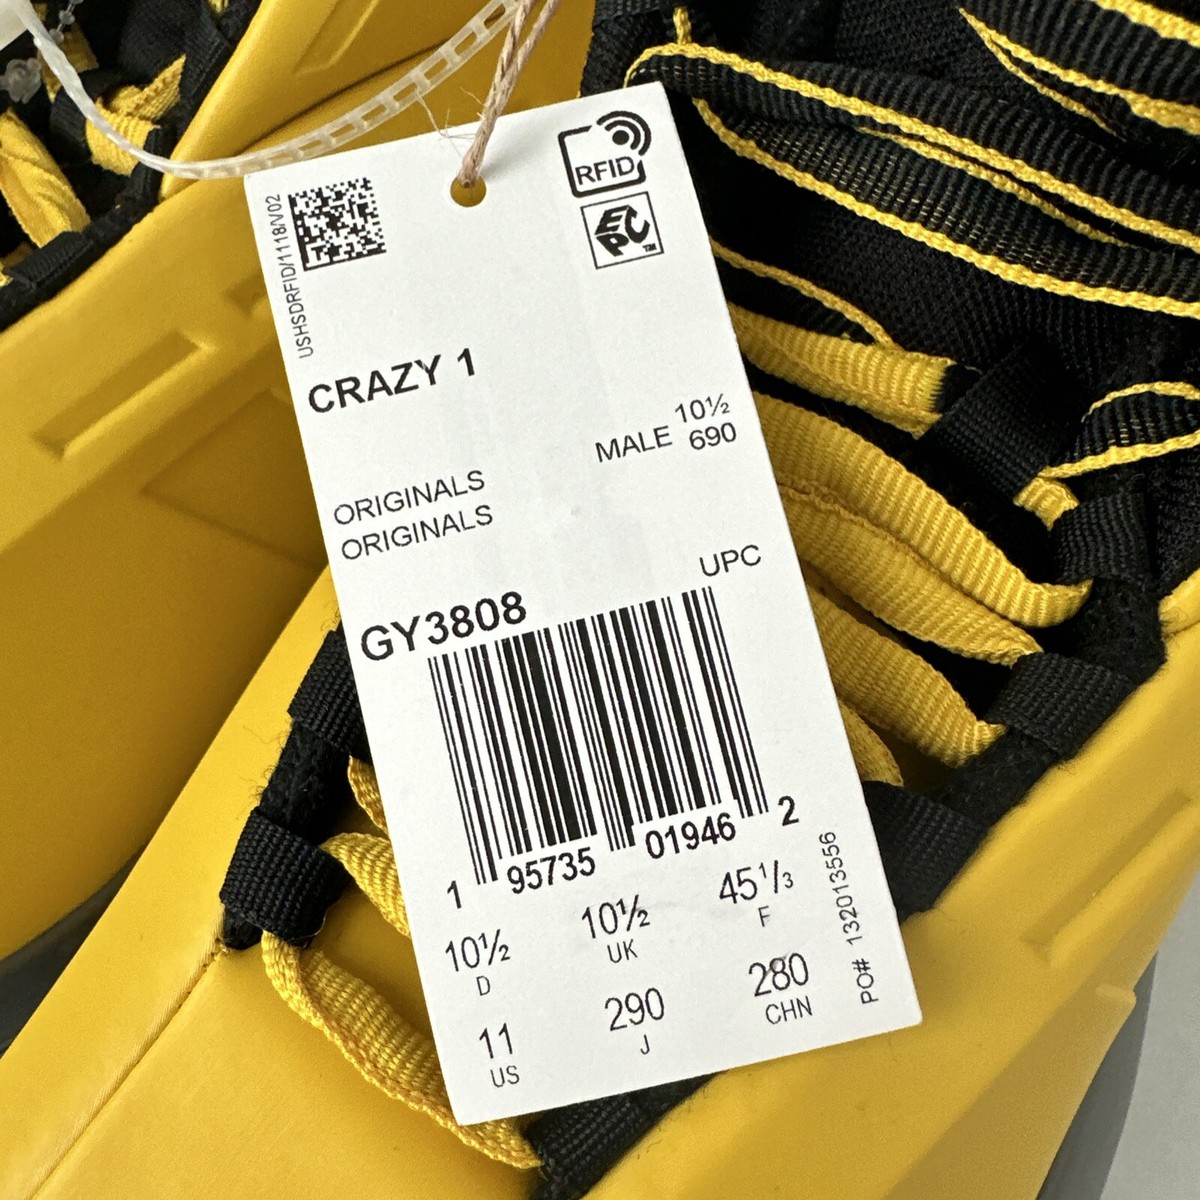 RFID
EPC™
USHSDRFID/1118/V02
CRAZY 1
MALE 10½
690
ORIGINALS
ORIGINALS
UPC
GY3808
1 95735 01946 2
10½ 10½ 45⅓
D UK F
11 290 280
US J CHN
PO# 132013556